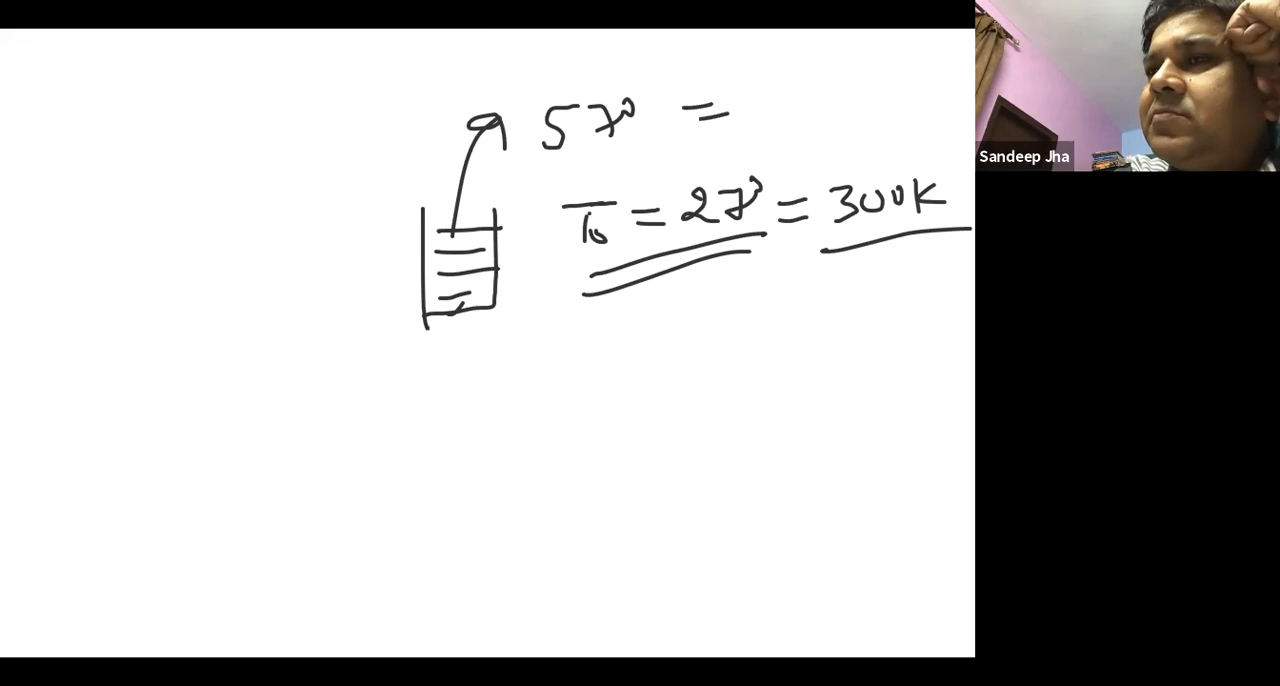 57° =
T₀ = 27° = 300K
Sandeep Jha